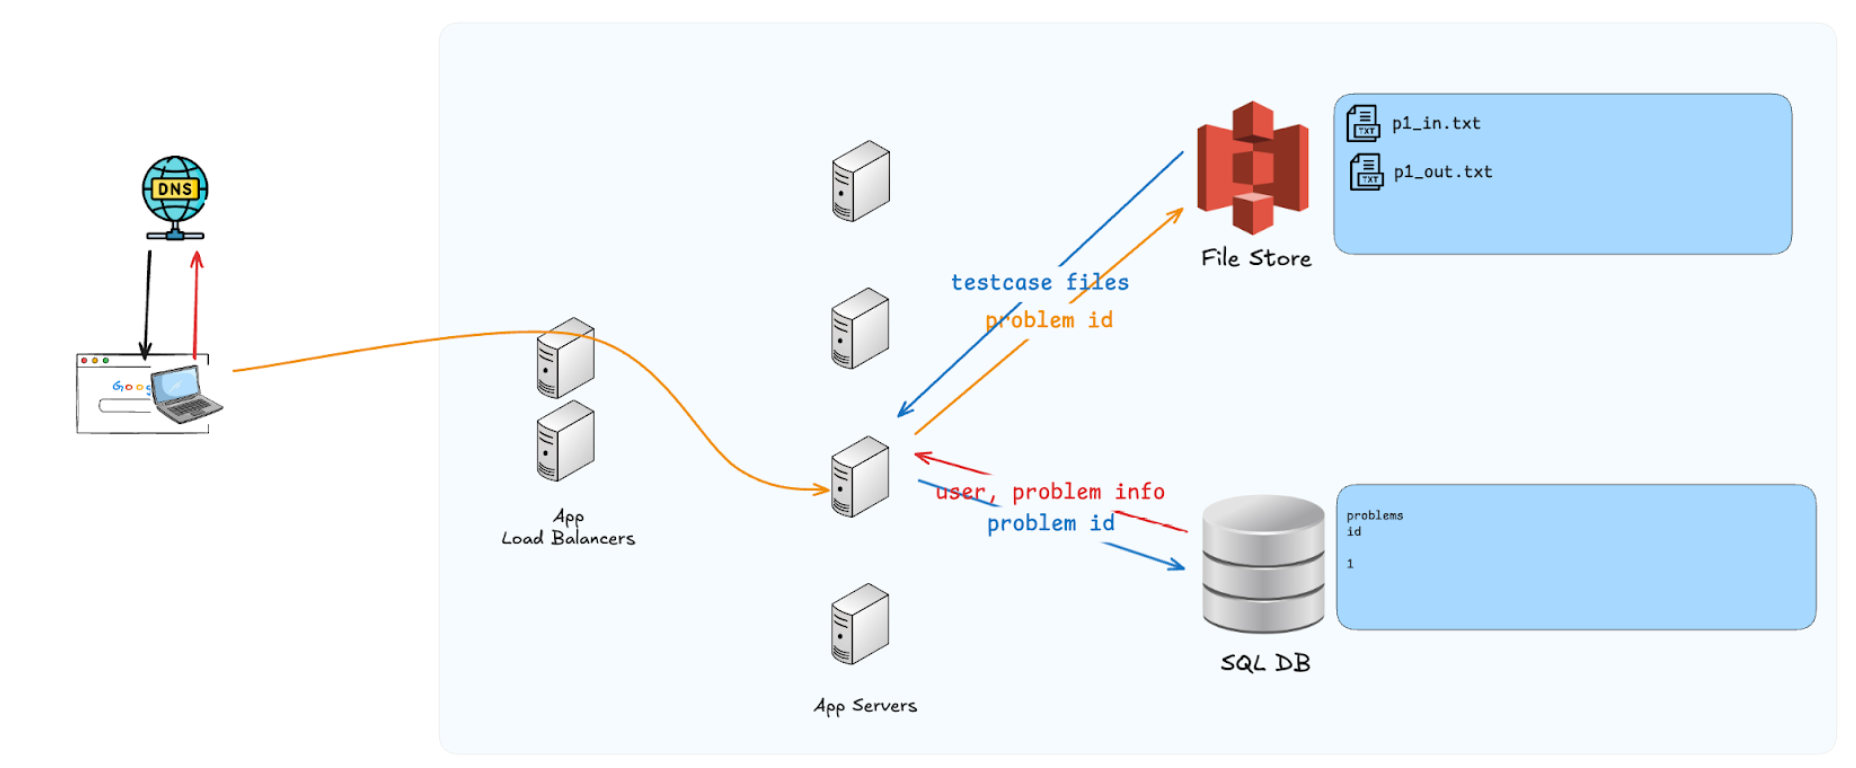 DNS
Goog
App
Load Balancers
App Servers
testcase files
problem id
user, problem info
problem id
File Store
TXT
p1_in.txt
TXT
p1_out.txt
SQL DB
problems
id
1